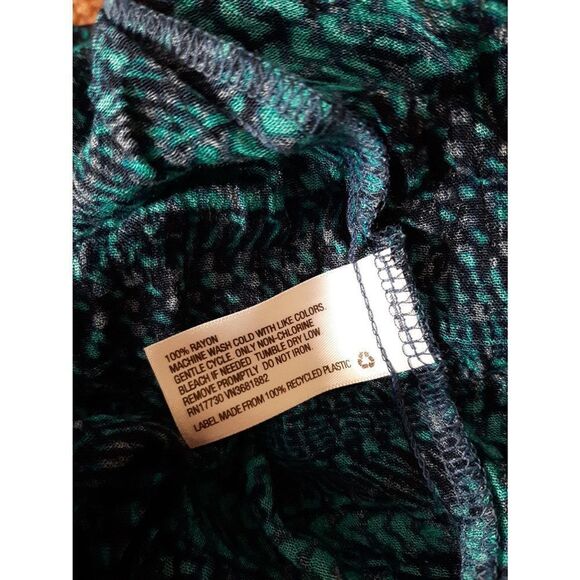 100% RAYON
MACHINE WASH COLD WITH LIKE COLORS.
GENTLE CYCLE. ONLY NON-CHLORINE
BLEACH IF NEEDED. TUMBLE DRY LOW
REMOVE PROMPTLY. DO NOT IRON.
RN17730 VN3681882
LABEL MADE FROM 100% RECYCLED PLASTIC